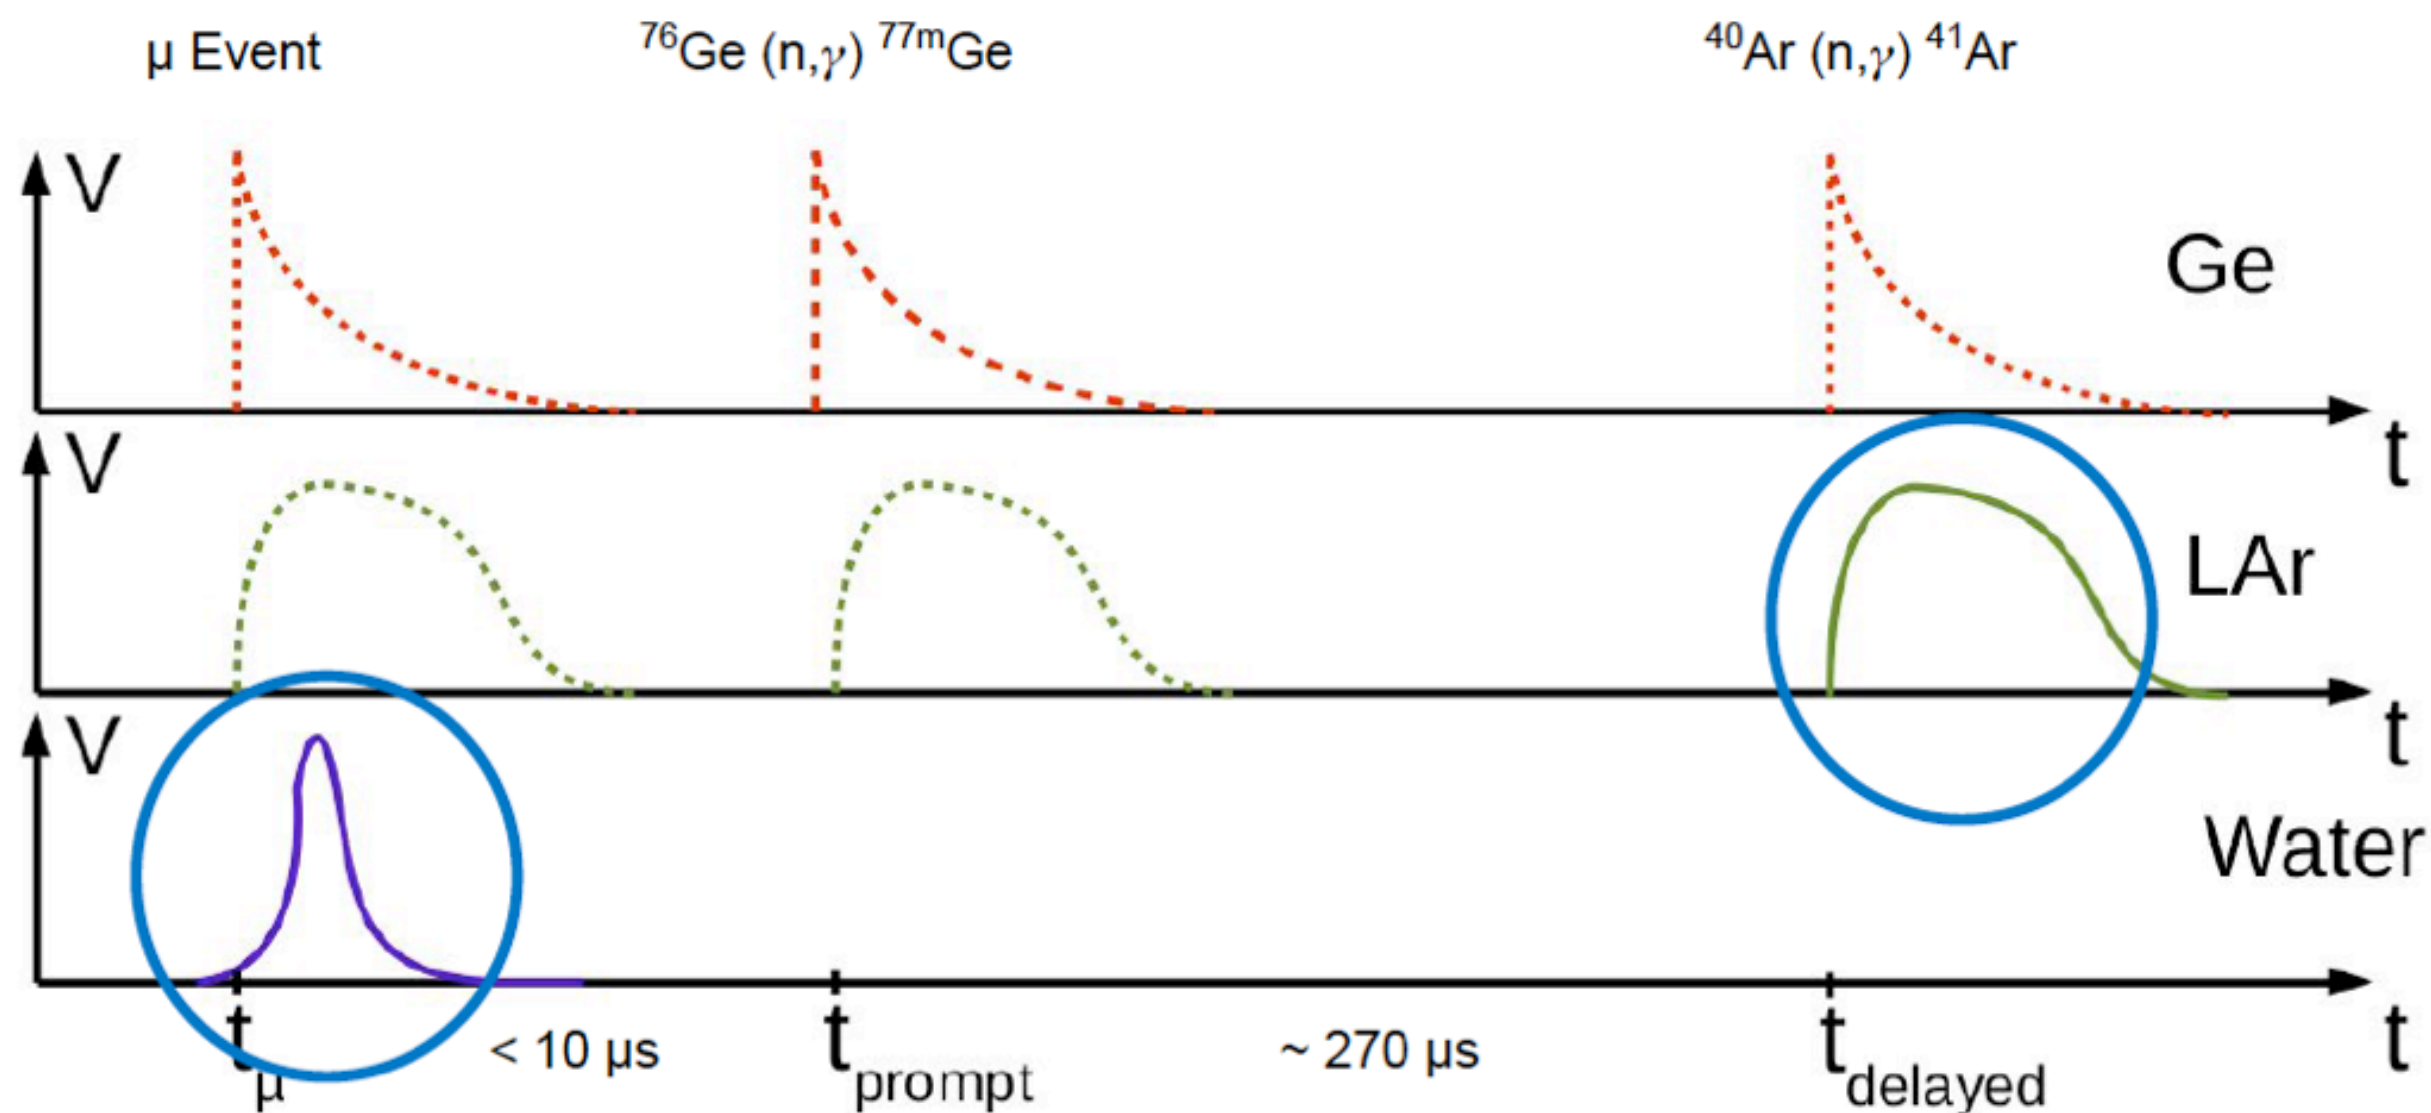 μ Event
⁷⁶Ge (n,γ) ⁷⁷ᵐGe
⁴⁰Ar (n,γ) ⁴¹Ar
V
Ge
t
V
LAr
t
V
Water
t_μ
< 10 μs
t_prompt
~ 270 μs
t_delayed
t